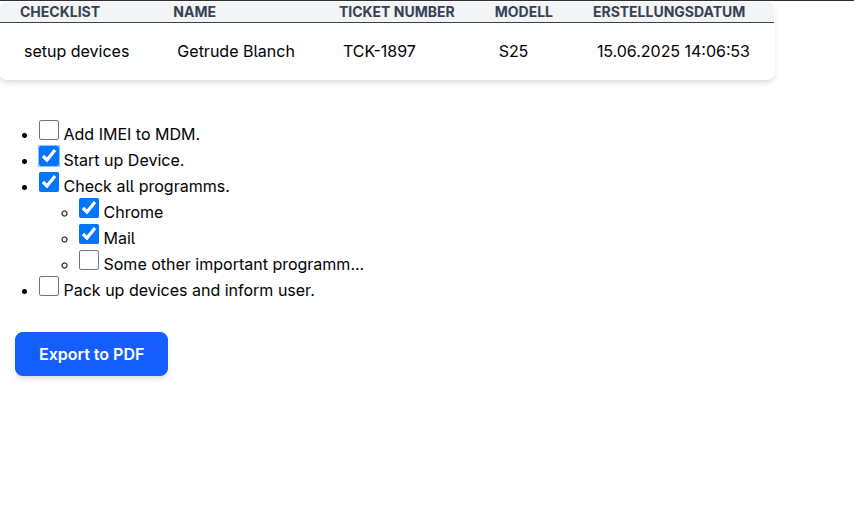 CHECKLIST NAME TICKET NUMBER MODELL ERSTELLUNGSDATUM
setup devices Getrude Blanch TCK-1897 S25 15.06.2025 14:06:53
Add IMEI to MDM.
Start up Device.
Check all programms.
Chrome
Mail
Some other important programm...
Pack up devices and inform user.
Export to PDF